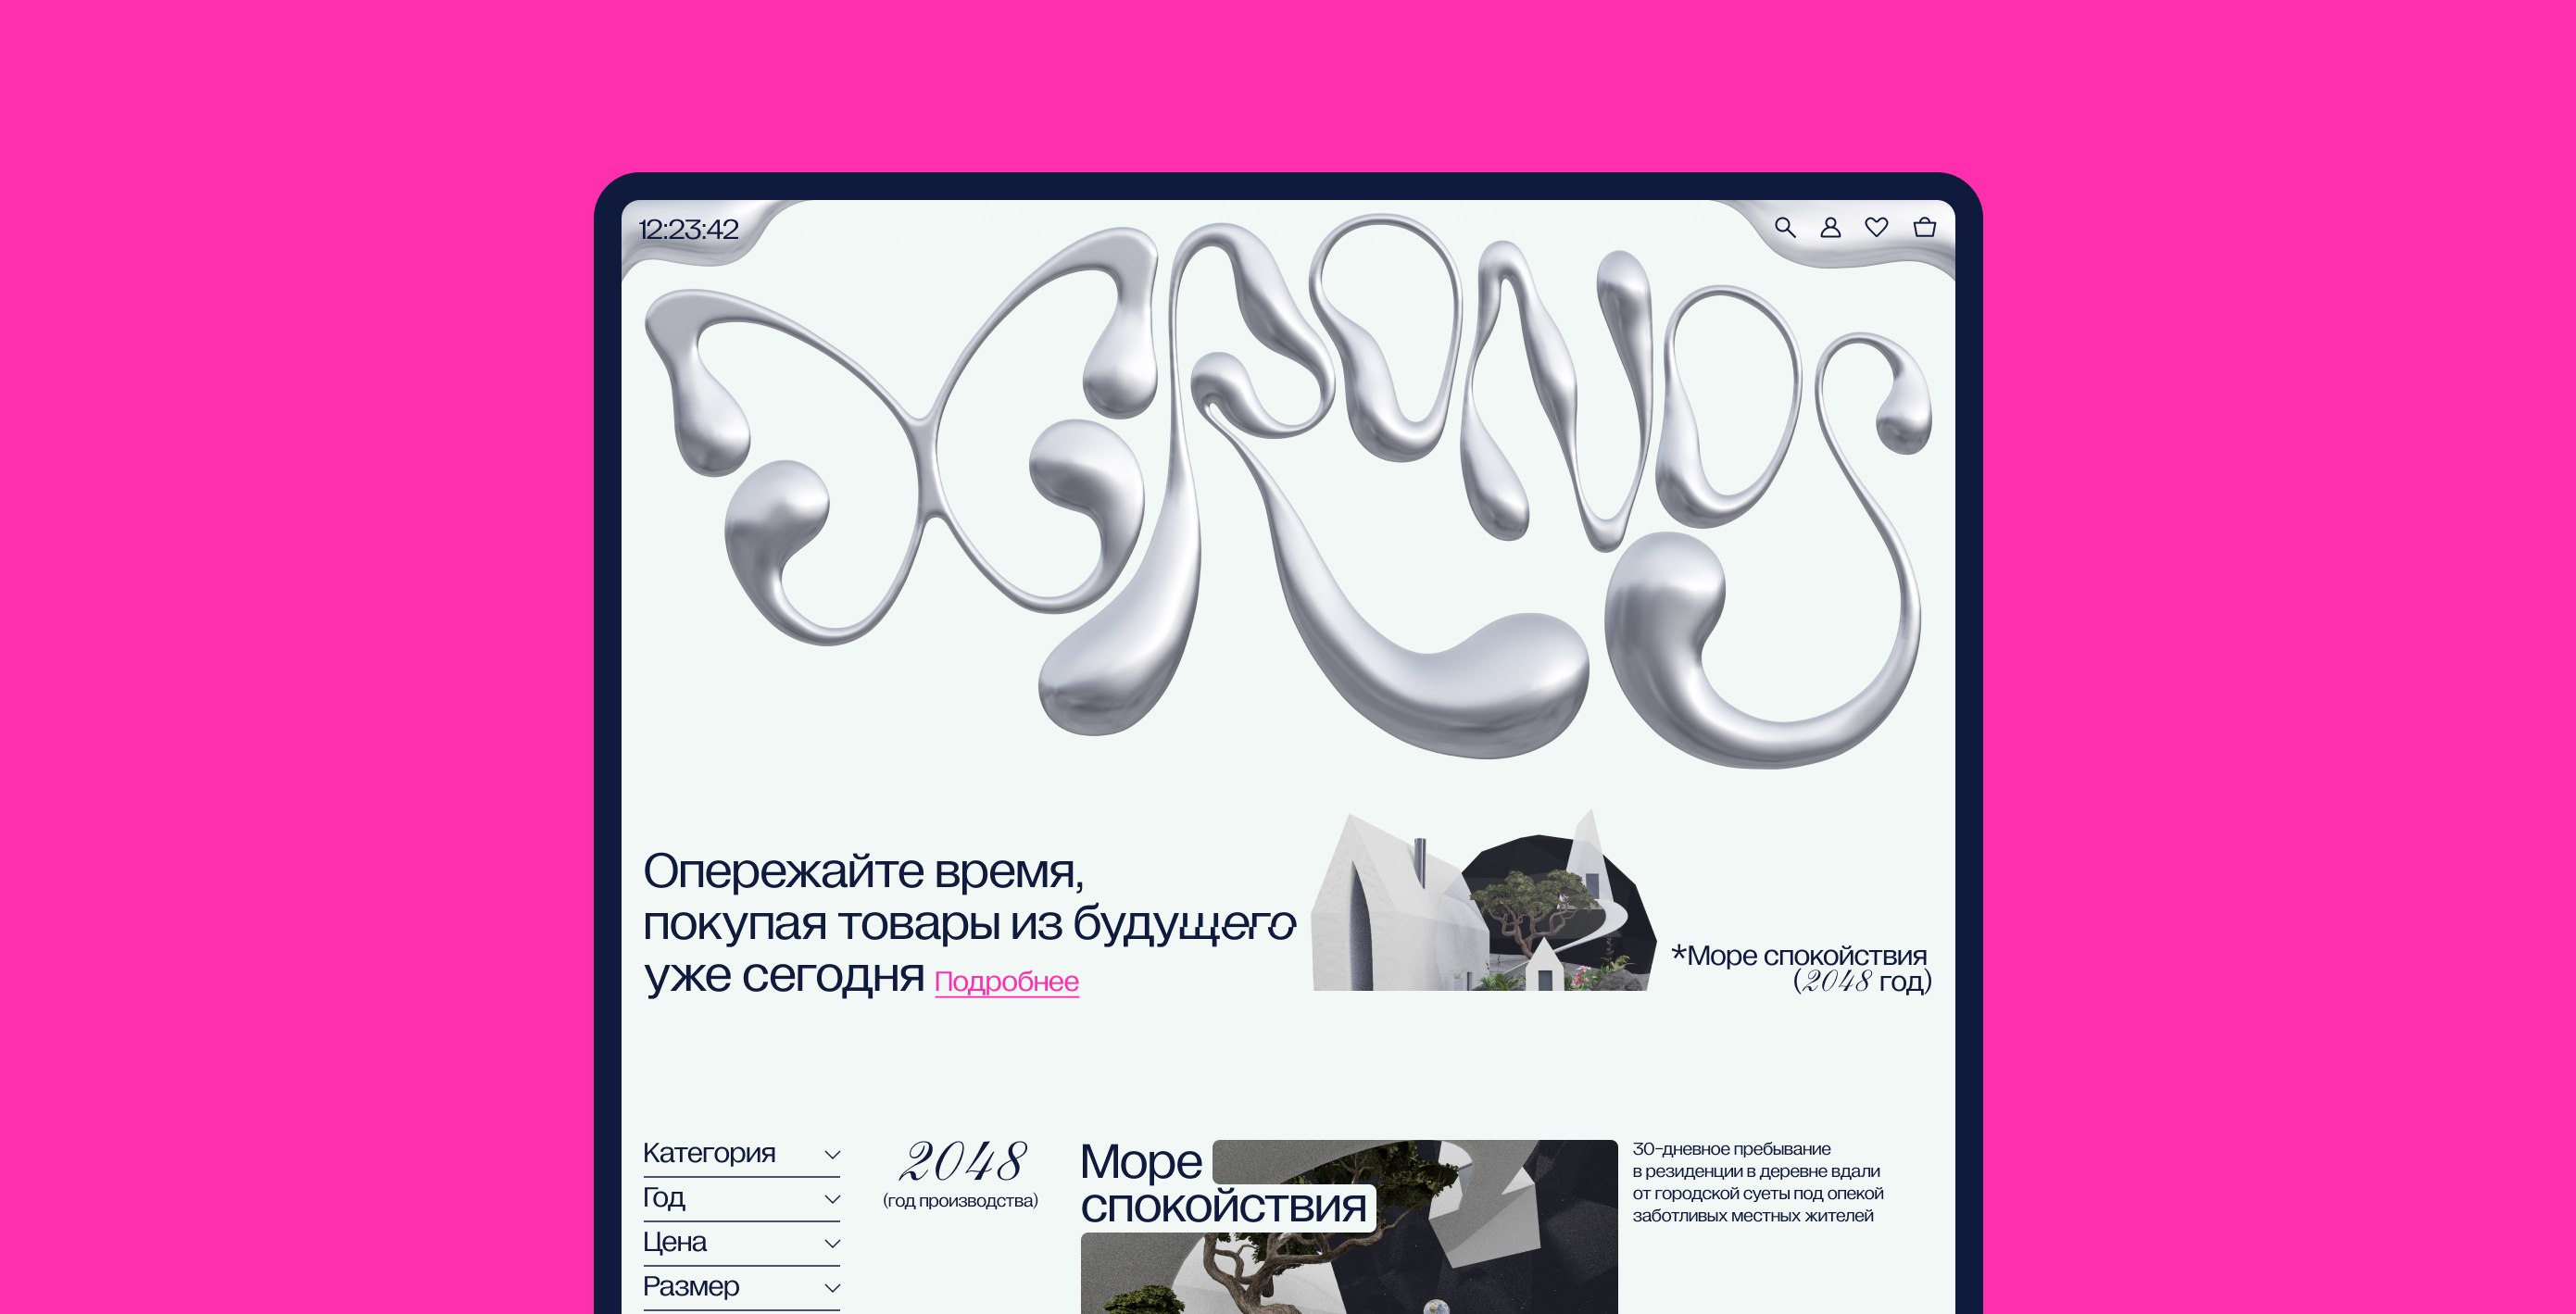 12:23:42
ХРОNОS
Опережайте время,
покупая товары из будущего
уже сегодня Подробнее
*Море спокойствия
(2048 год)
Категория
Год
Цена
Размер
2048
(год производства)
Море
спокойствия
30-дневное пребывание
в резиденции в деревне вдали
от городской суеты под опекой
заботливых местных жителей